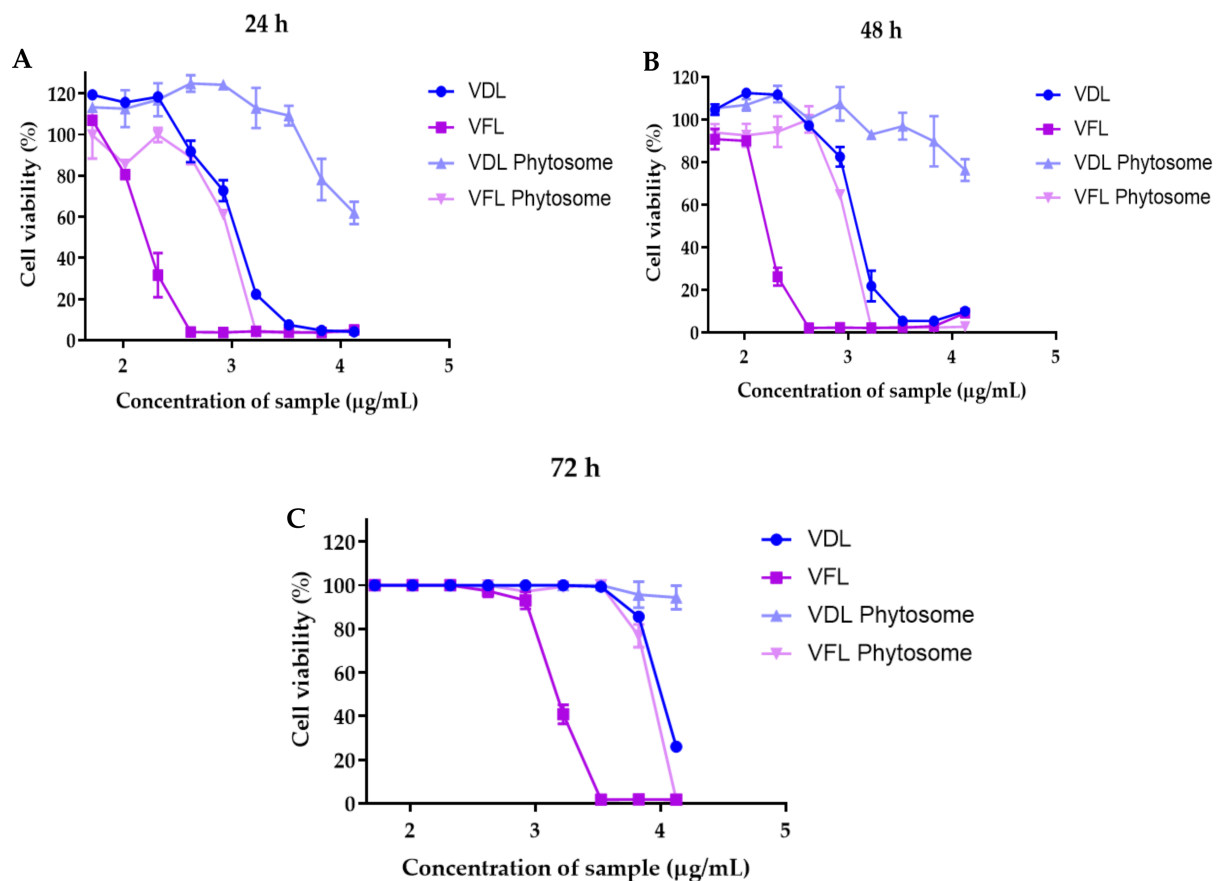 24 h
A
120
100
80
60
40
20
0
Cell viability (%)
2 3 4 5
Concentration of sample (µg/mL)
VDL
VFL
VDL Phytosome
VFL Phytosome
48 h
B
120
100
80
60
40
20
0
Cell viability (%)
2 3 4 5
Concentration of sample (µg/mL)
VDL
VFL
VDL Phytosome
VFL Phytosome
72 h
C
120
100
80
60
40
20
0
Cell viability (%)
2 3 4 5
Concentration of sample (µg/mL)
VDL
VFL
VDL Phytosome
VFL Phytosome